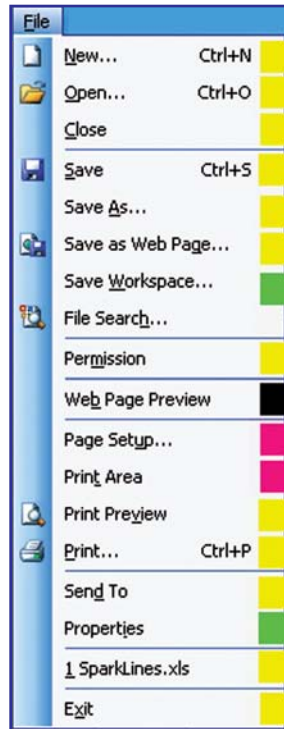 File
New... Ctrl+N
Open... Ctrl+O
Close
Save Ctrl+S
Save As...
Save as Web Page...
Save Workspace...
File Search...
Permission
Web Page Preview
Page Setup...
Print Area
Print Preview
Print... Ctrl+P
Send To
Properties
1 SparkLines.xls
Exit